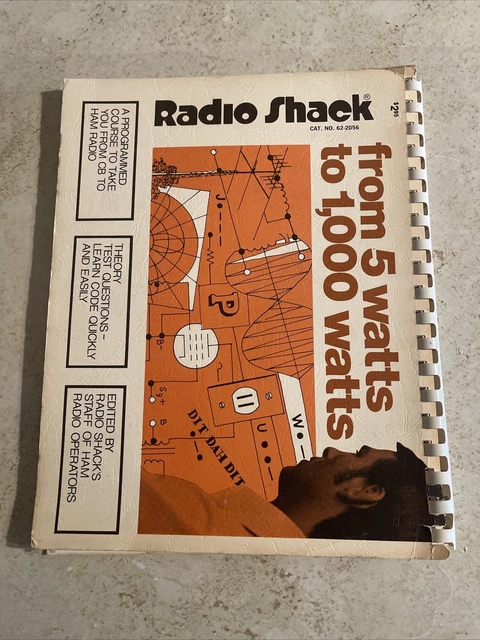 Radio Shack®
CAT. NO. 62-2056
$2.95
from 5 watts
to 1,000 watts
A PROGRAMMED
COURSE TO TAKE
YOU FROM CB TO
HAM RADIO
THEORY
TEST QUESTIONS –
LEARN CODE QUICKLY
AND EASILY
EDITED BY
RADIO SHACK'S
STAFF OF HAM
RADIO OPERATORS
J
P
B-
Sg+ B
DIT DAH DIT
U
W